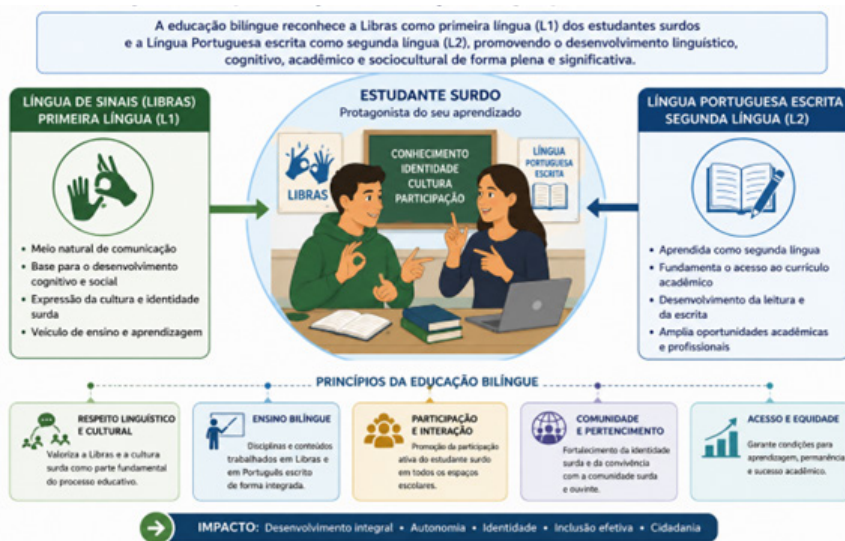 A educação bilíngue reconhece a Libras como primeira língua (L1) dos estudantes surdos
e a Língua Portuguesa escrita como segunda língua (L2), promovendo o desenvolvimento linguístico,
cognitivo, acadêmico e sociocultural de forma plena e significativa.
LÍNGUA DE SINAIS (LIBRAS)
PRIMEIRA LÍNGUA (L1)
• Meio natural de comunicação
• Base para o desenvolvimento
cognitivo e social
• Expressão da cultura e identidade
surda
• Veículo de ensino e aprendizagem
ESTUDANTE SURDO
Protagonista do seu aprendizado
LIBRAS
CONHECIMENTO
IDENTIDADE
CULTURA
PARTICIPAÇÃO
LÍNGUA
PORTUGUESA
ESCRITA
LÍNGUA PORTUGUESA ESCRITA
SEGUNDA LÍNGUA (L2)
• Aprendida como segunda língua
• Fundamenta o acesso ao currículo
acadêmico
• Desenvolvimento da leitura e
da escrita
• Amplia oportunidades acadêmicas
e profissionais
PRINCÍPIOS DA EDUCAÇÃO BILÍNGUE
RESPEITO LINGUÍSTICO
E CULTURAL
Valoriza a Libras e a cultura
surda como parte fundamental
do processo educativo.
ENSINO BILÍNGUE
Disciplinas e conteúdos
trabalhados em Libras e
em Português escrito
de forma integrada.
PARTICIPAÇÃO
E INTERAÇÃO
Promoção da participação
ativa do estudante surdo
em todos os espaços
escolares.
COMUNIDADE
E PERTENCIMENTO
Fortalecimento da identidade
surda e da convivência
com a comunidade surda
e ouvinte.
ACESSO E EQUIDADE
Garante condições para
aprendizagem, permanência
e sucesso acadêmico.
IMPACTO: Desenvolvimento integral • Autonomia • Identidade • Inclusão efetiva • Cidadania